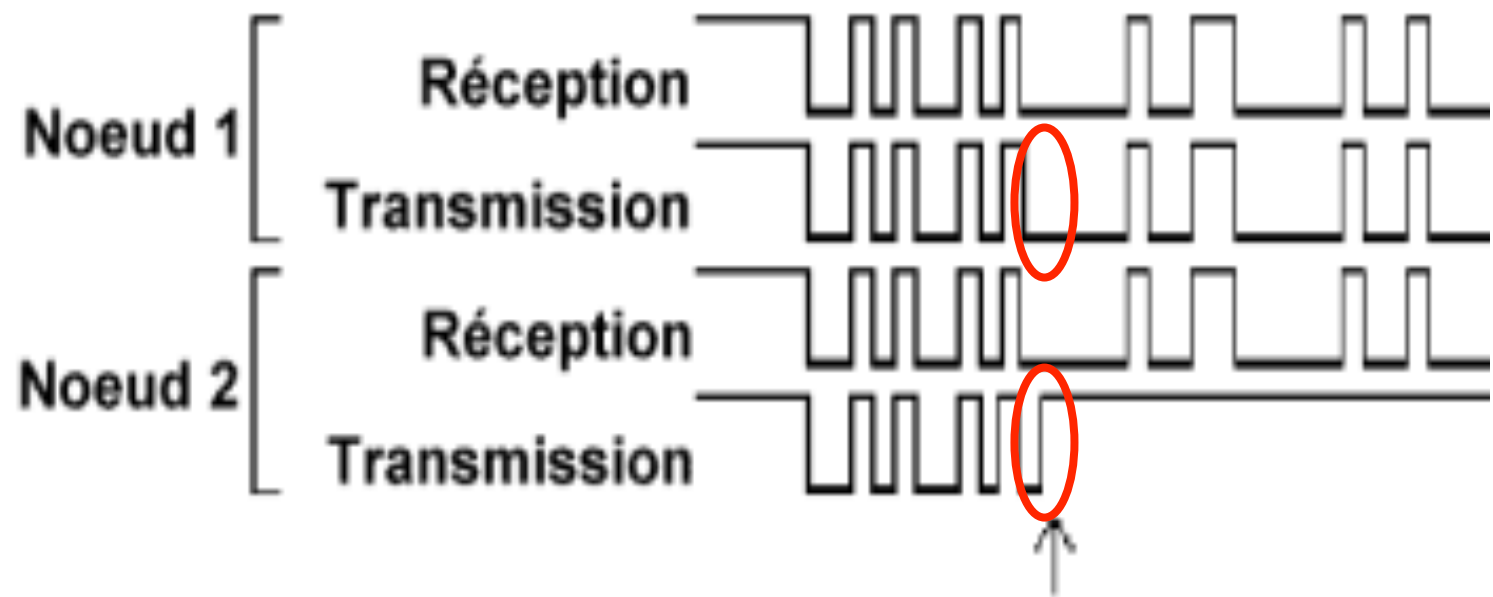 Réception
Noeud 1
Transmission
Réception
Noeud 2
Transmission